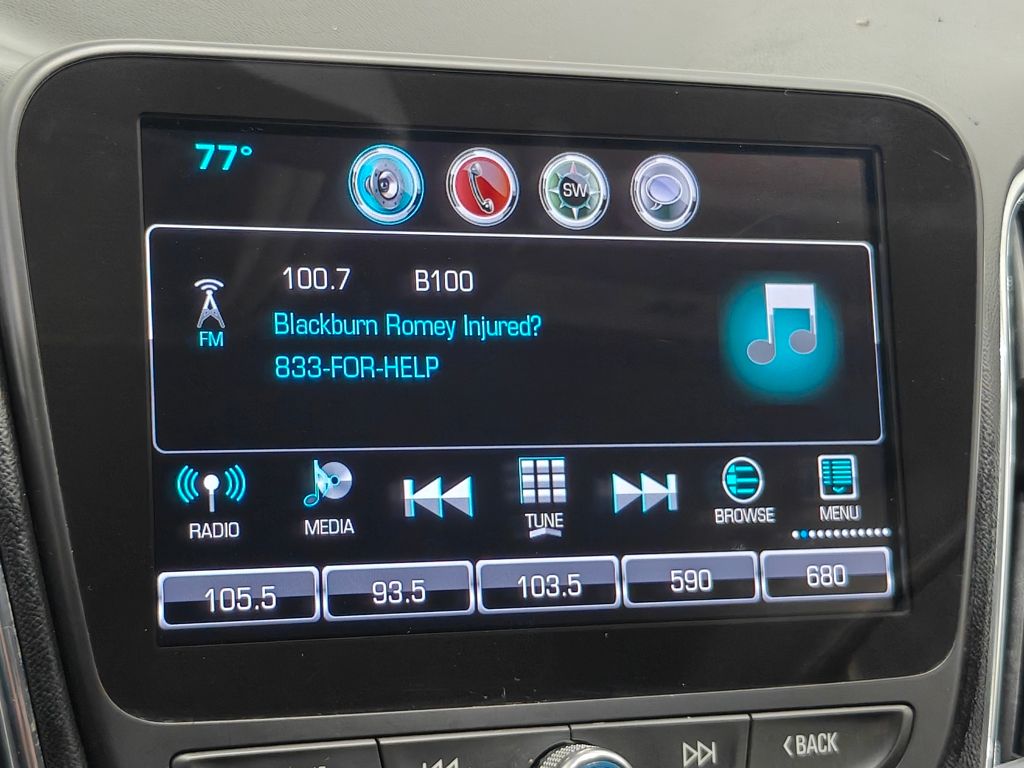 77°
SW
100.7 B100
FM
Blackburn Romey Injured?
833-FOR-HELP
RADIO MEDIA TUNE BROWSE MENU
105.5 93.5 103.5 590 680
BACK